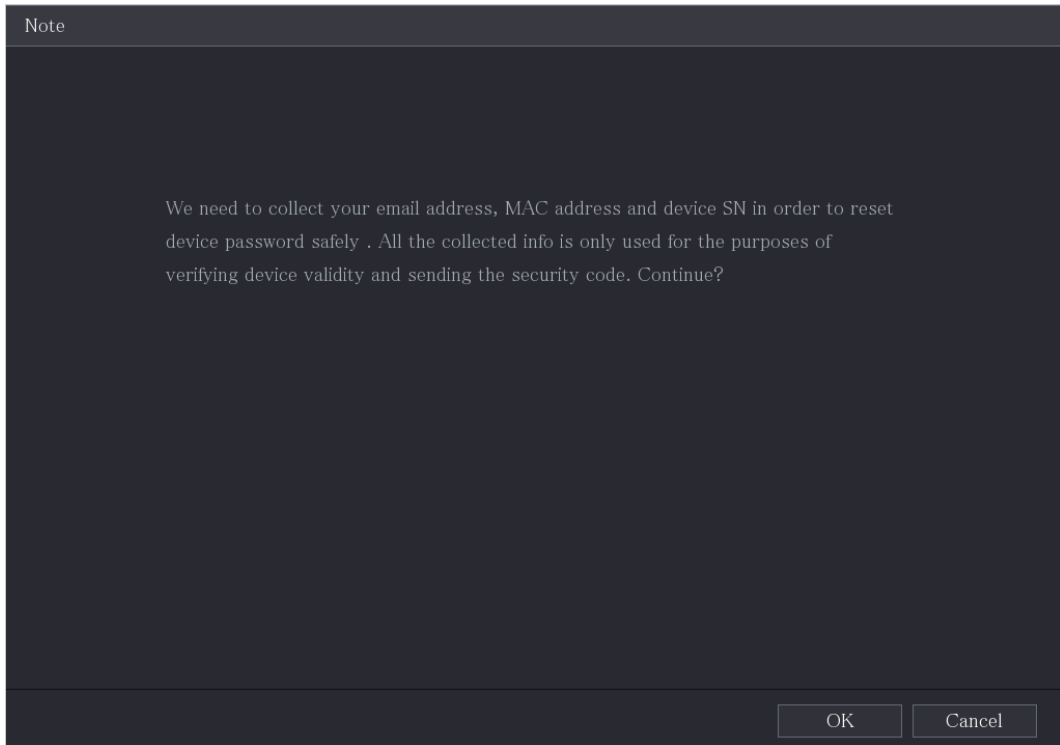 Note
We need to collect your email address, MAC address and device SN in order to reset
device password safely . All the collected info is only used for the purposes of
verifying device validity and sending the security code. Continue?
OK
Cancel